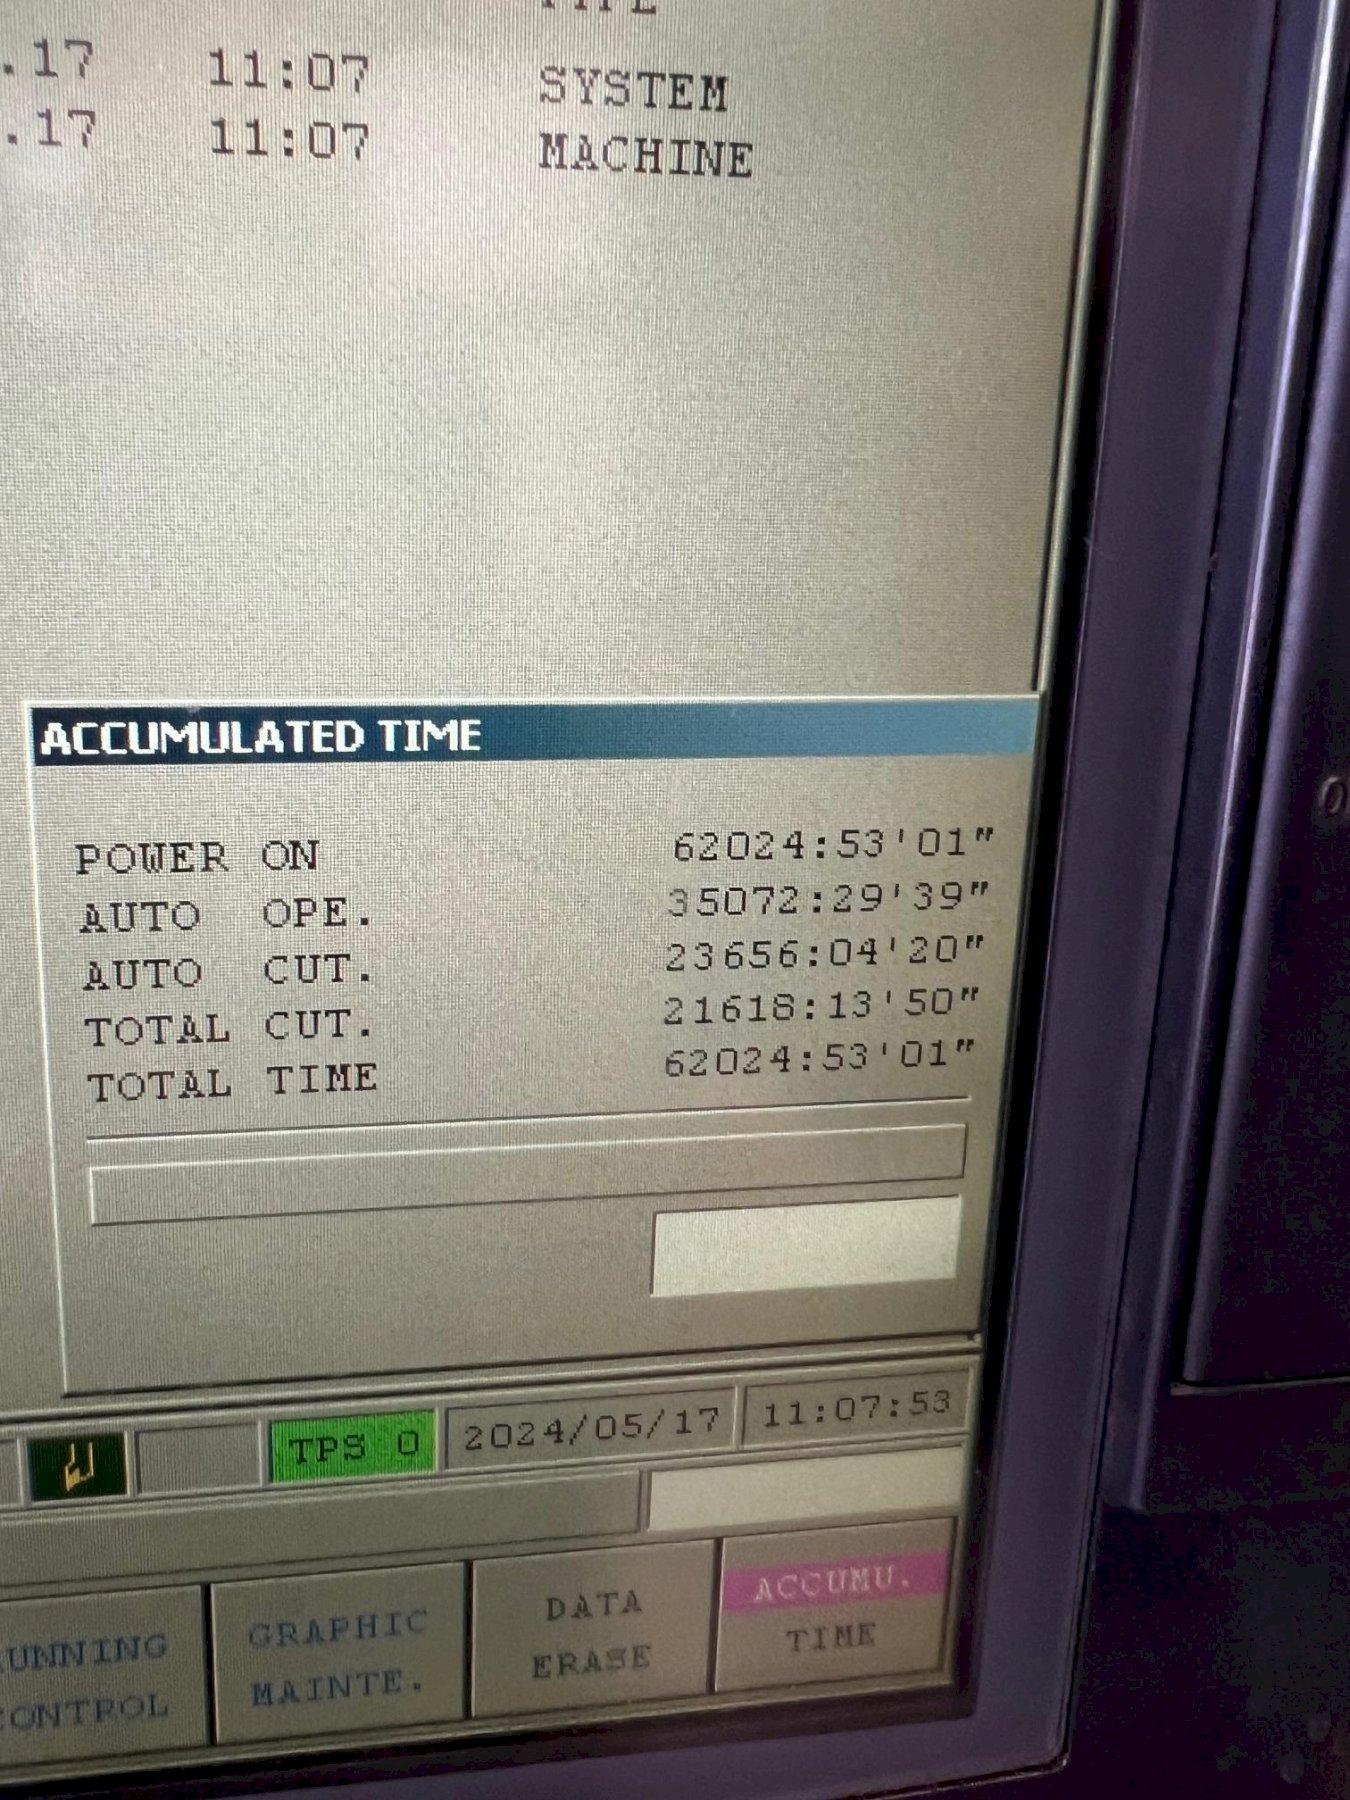 .17 11:07 SYSTEM
.17 11:07 MACHINE
ACCUMULATED TIME
POWER ON 62024:53'01"
AUTO OPE. 35072:29'39"
AUTO CUT. 23656:04'20"
TOTAL CUT. 21618:13'50"
TOTAL TIME 62024:53'01"
TPS 0 2024/05/17 11:07:53
UNNING GRAPHIC DATA ACCUMU.
CONTROL MAINTE. ERASE TIME